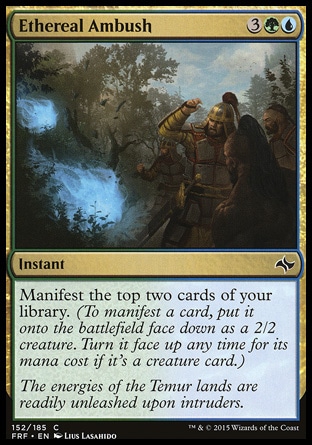 Ethereal Ambush 3
Instant
Manifest the top two cards of your
library. (To manifest a card, put it
onto the battlefield face down as a 2/2
creature. Turn it face up any time for its
mana cost if it's a creature card.)
The energies of the Temur lands are
readily unleashed upon intruders.
152/185 C
FRF • EN Lius Lasahido
™ & © 2015 Wizards of the Coast